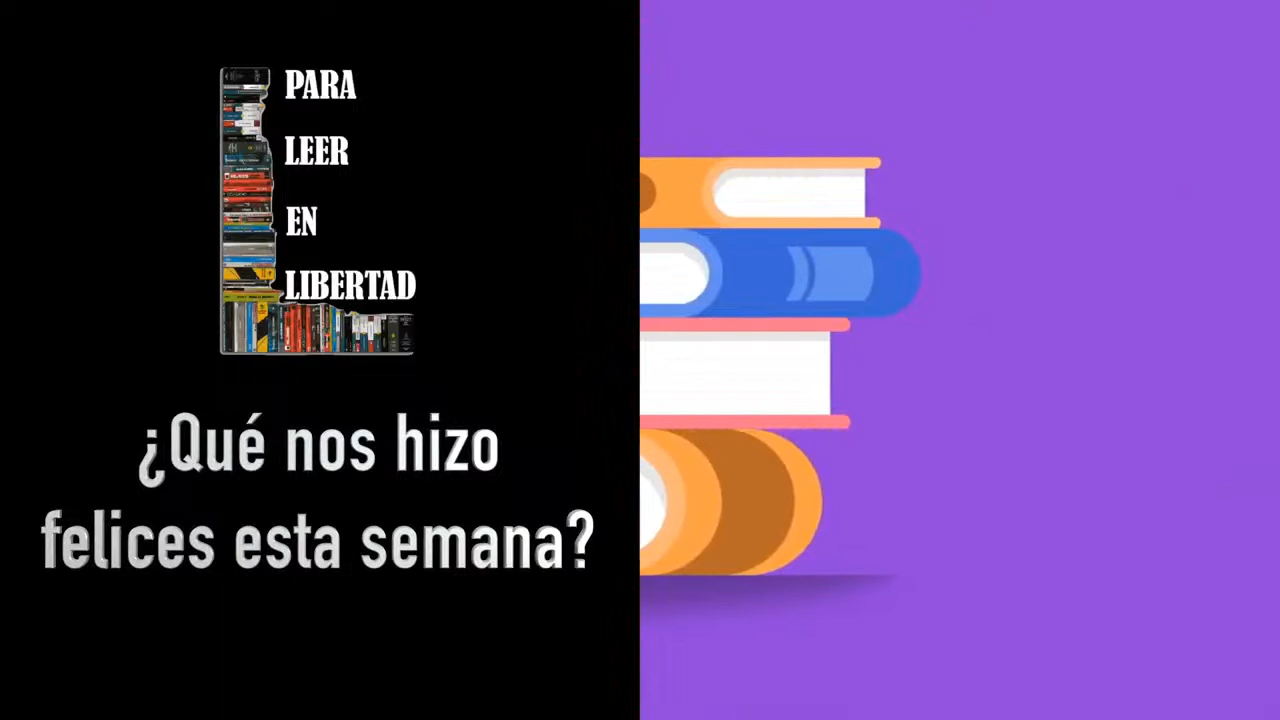 PARA
LEER
EN
LIBERTAD
¿Qué nos hizo
felices esta semana?